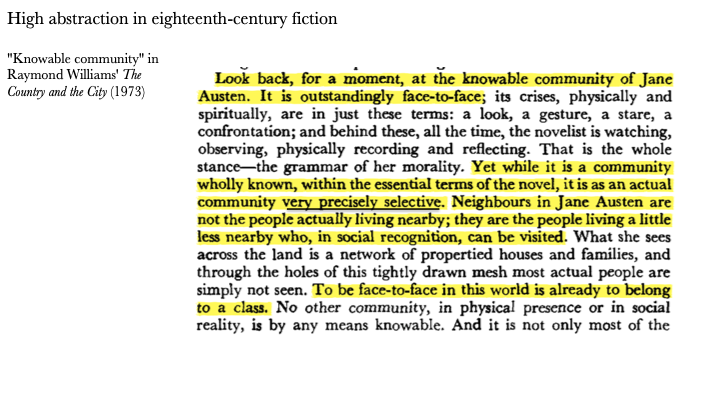 High abstraction in eighteenth-century fiction
"Knowable community" in
Raymond Williams' The
Country and the City (1973)
Look back, for a moment, at the knowable community of Jane
Austen. It is outstandingly face-to-face; its crises, physically and
spiritually, are in just these terms: a look, a gesture, a stare, a
confrontation; and behind these, all the time, the novelist is watching,
observing, physically recording and reflecting. That is the whole
stance—the grammar of her morality. Yet while it is a community
wholly known, within the essential terms of the novel, it is as an actual
community very precisely selective. Neighbours in Jane Austen are
not the people actually living nearby; they are the people living a little
less nearby who, in social recognition, can be visited. What she sees
across the land is a network of propertied houses and families, and
through the holes of this tightly drawn mesh most actual people are
simply not seen. To be face-to-face in this world is already to belong
to a class. No other community, in physical presence or in social
reality, is by any means knowable. And it is not only most of the